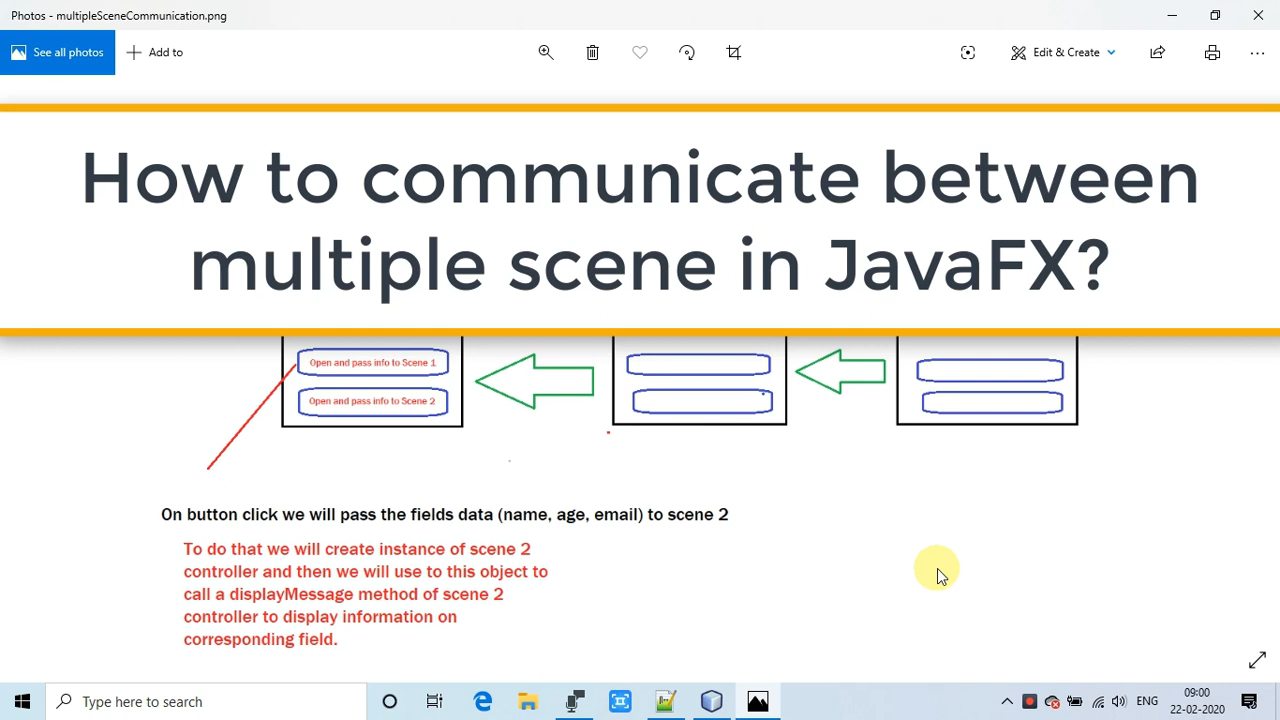 Photos - multipleSceneCommunication.png
See all photos
Add to
Edit & Create
How to communicate between
multiple scene in JavaFX?
Open and pass info to Scene 1
Open and pass info to Scene 2
On button click we will pass the fields data (name, age, email) to scene 2
To do that we will create instance of scene 2
controller and then we will use to this object to
call a displayMessage method of scene 2
controller to display information on
corresponding field.
Type here to search
ENG
09:00
22-02-2020